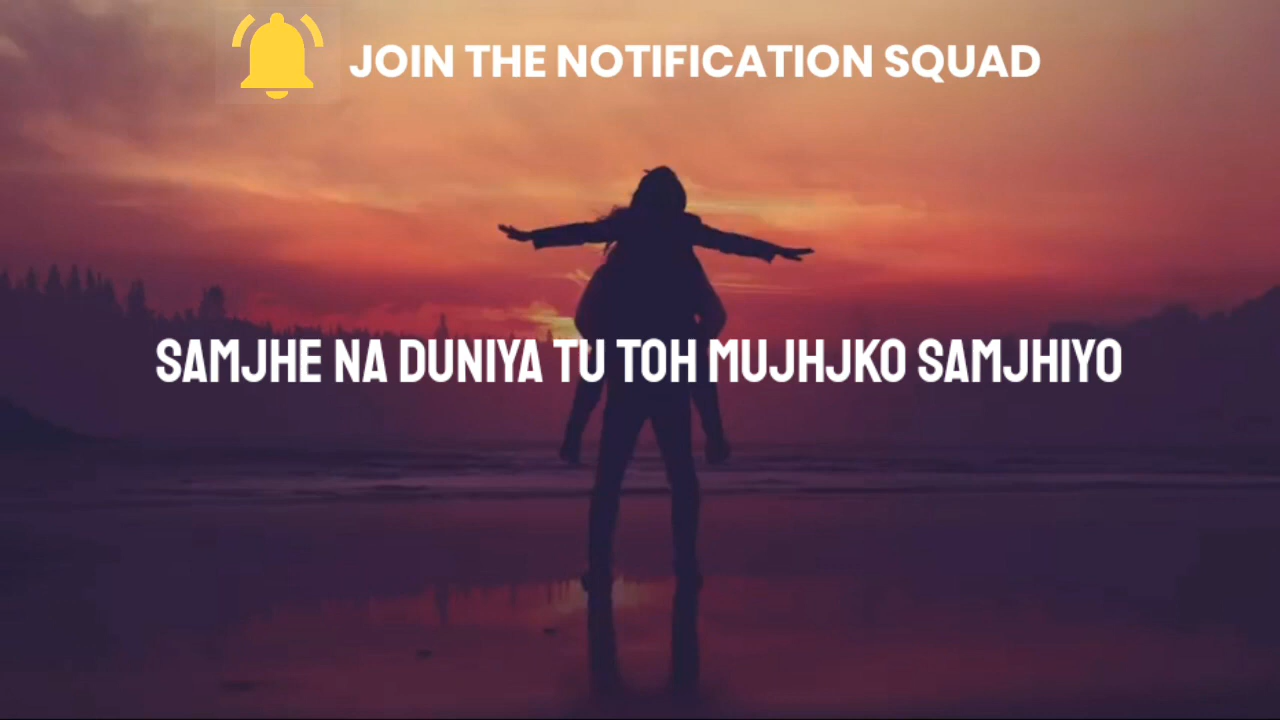 JOIN THE NOTIFICATION SQUAD
SAMJHE NA DUNIYA TU TOH MUJHJKO SAMJHIYO